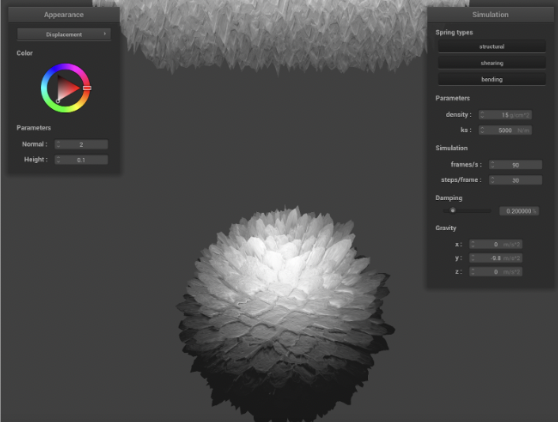 Appearance
Displacement
Color
Parameters
Normal : 2
Height : 0.1
Simulation
Spring types
structural
shearing
bending
Parameters
density : 15 g/cm^2
ks : 5000 N/m
Simulation
frames/s : 90
steps/frame : 30
Damping
0.200000 %
Gravity
x : 0 m/s^2
y : -9.8 m/s^2
z : 0 m/s^2